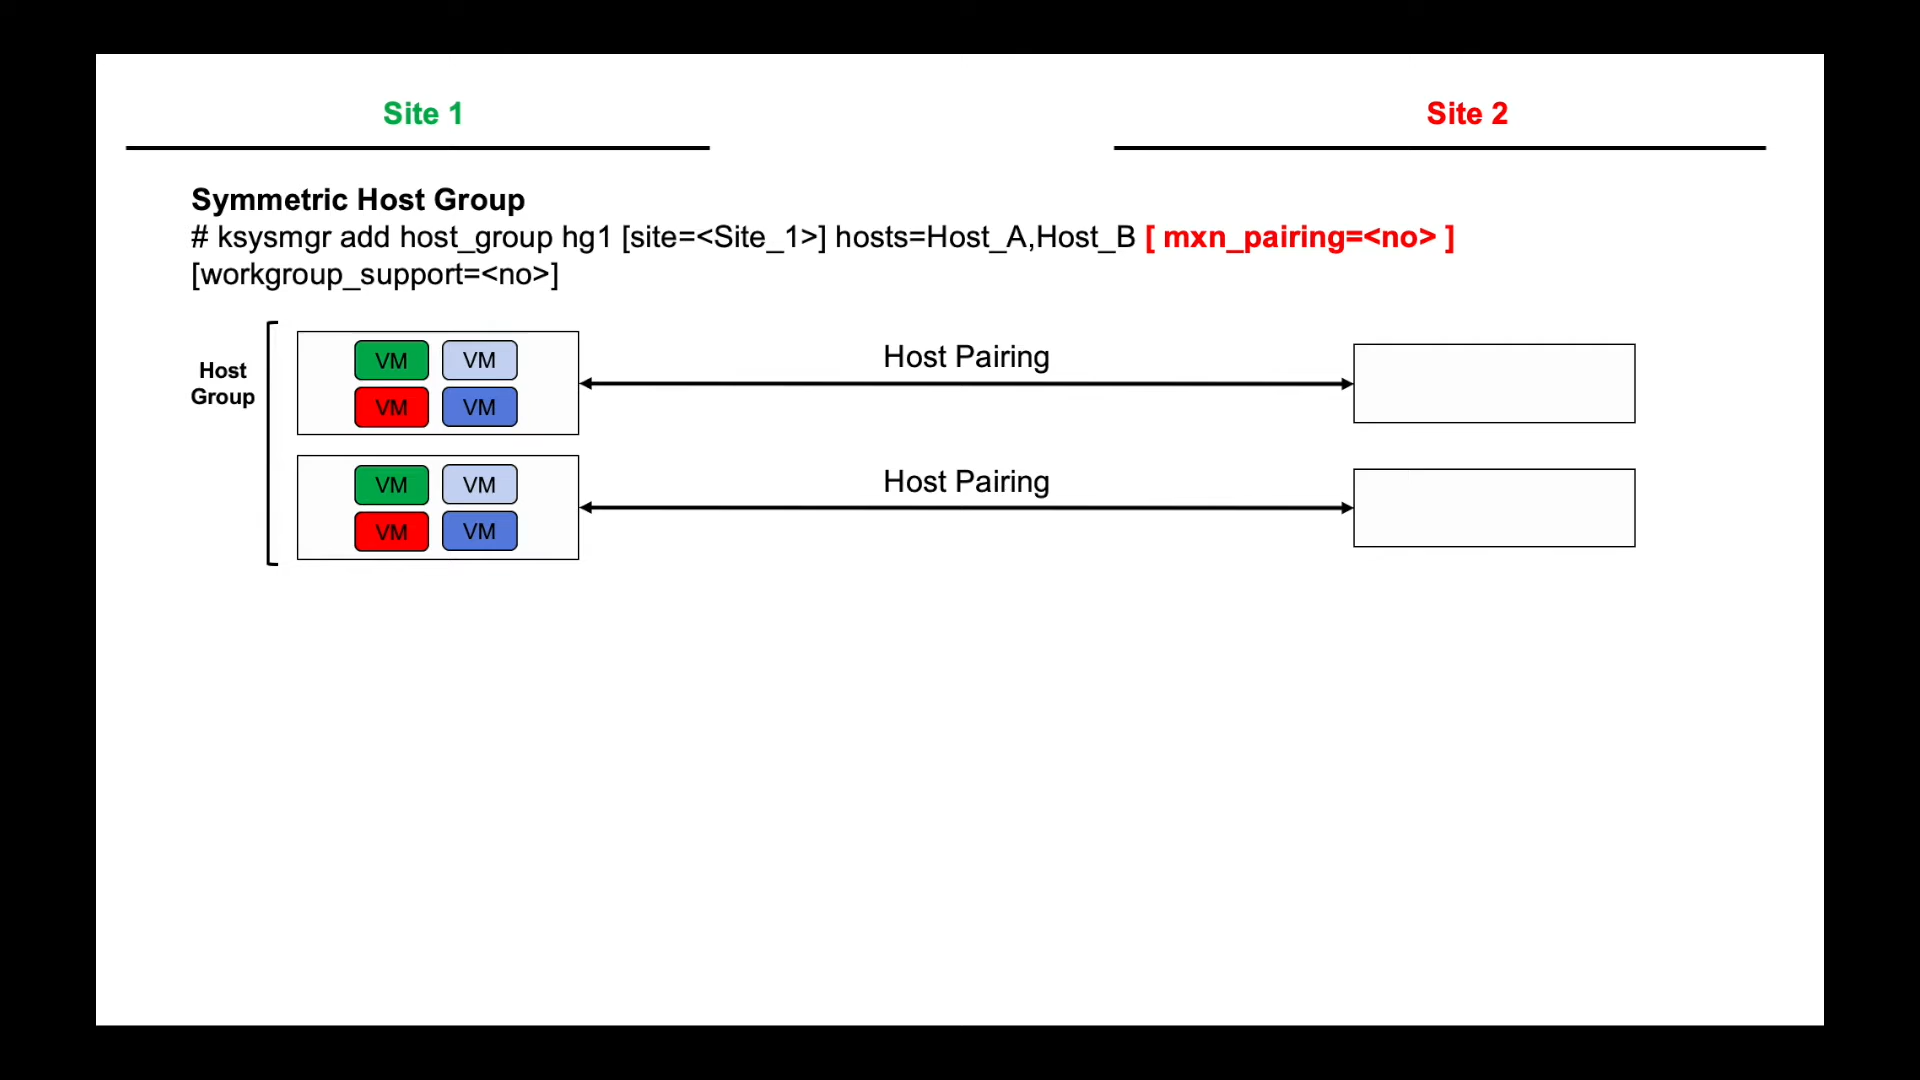 Site 1
Site 2
Symmetric Host Group
# ksysmgr add host_group hg1 [site=<Site_1>] hosts=Host_A,Host_B [ mxn_pairing=<no> ]
[workgroup_support=<no>]
Host
Group
VM VM
VM VM
Host Pairing
VM VM
VM VM
Host Pairing